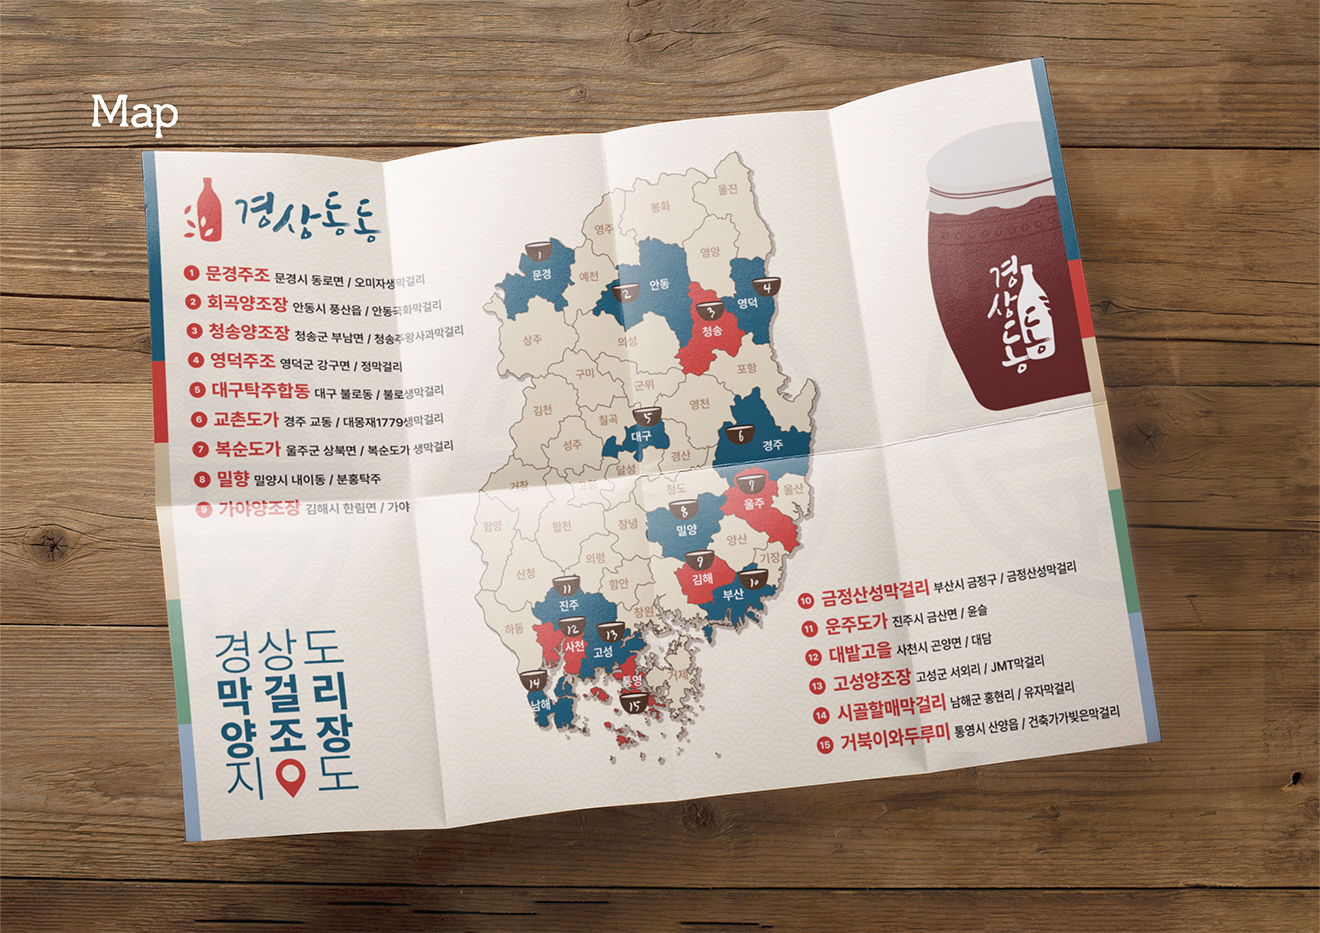 Map
경상통통
1 문경주조 문경시 동로면 / 오미자생막걸리
2 회곡양조장 안동시 풍산읍 / 안동국화막걸리
3 청송양조장 청송군 부남면 / 청송주왕사과막걸리
4 영덕주조 영덕군 강구면 / 정막걸리
5 대구탁주합동 대구 불로동 / 불로생막걸리
6 교촌도가 경주 교동 / 대몽재1779생막걸리
7 복순도가 울주군 상북면 / 복순도가 생막걸리
8 밀향 밀양시 내이동 / 분홍탁주
9 가야양조장 김해시 한림면 / 가야
경상도
막걸리
양조장
지도
울진
봉화
영주
영양
1
문경
예천
안동
2
4
영덕
3
청송
상주
의성
구미
군위
포항
김천
칠곡
영천
5
대구
6
경주
성주
경산
달성
거창
고령
청도
7
울주
울산
함양
합천
창녕
8
밀양
양산
의령
기장
산청
함안
9
김해
10
부산
11
진주
창원
하동
12
사천
13
고성
거제
통영
14
남해
15
경상통통
10 금정산성막걸리 부산시 금정구 / 금정산성막걸리
11 운주도가 진주시 금산면 / 윤슬
12 대밭고을 사천시 곤양면 / 대담
13 고성양조장 고성군 서외리 / JMT막걸리
14 시골할매막걸리 남해군 홍현리 / 유자막걸리
15 거북이와두루미 통영시 산양읍 / 건축가가빚은막걸리